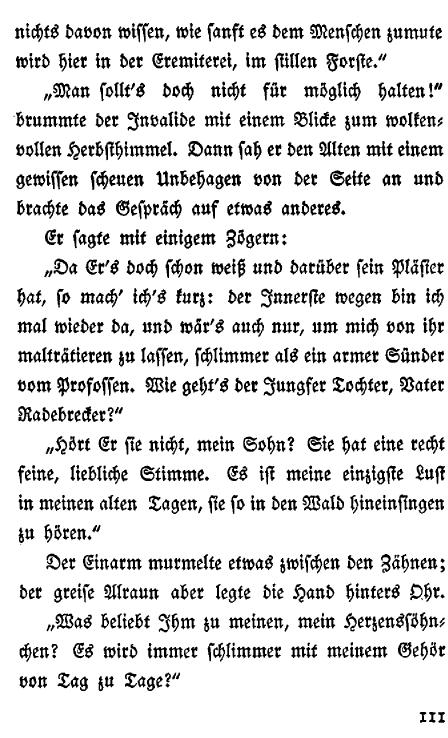 nichts davon wissen, wie sanft es dem Menschen zumute
wird hier in der Eremiterei, im stillen Forste.“
„Man sollt's doch nicht für möglich halten!“
brummte der Invalide mit einem Blicke zum wolken-
vollen Herbsthimmel. Dann sah er den Alten mit einem
gewissen scheuen Unbehagen von der Seite an und
brachte das Gespräch auf etwas anderes.
Er sagte mit einigem Zögern:
„Da Er's doch schon weiß und darüber sein Pläsier
hat, so mach' ich's kurz: der Innerste wegen bin ich
mal wieder da, und wär's auch nur, um mich von ihr
malträtieren zu lassen, schlimmer als ein armer Sünder
vom Profossen. Wie geht's der Jungfer Tochter, Vater
Radebrecker?“
„Hört Er sie nicht, mein Sohn? Sie hat eine recht
feine, liebliche Stimme. Es ist meine einzigste Lust
in meinen alten Tagen, sie so in den Wald hineinsingen
zu hören.“
Der Einarm murmelte etwas zwischen den Zähnen;
der greise Alraun aber legte die Hand hinters Ohr.
„Was beliebt Ihm zu meinen, mein Herzenssöhn-
chen? Es wird immer schlimmer mit meinem Gehör
von Tag zu Tage?“
III